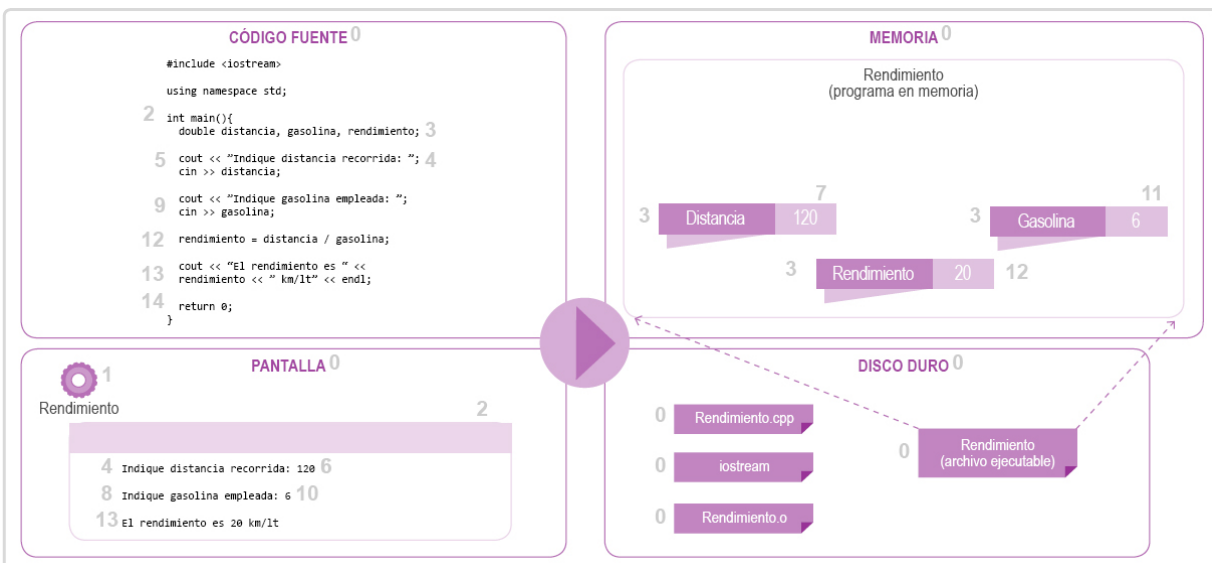 CÓDIGO FUENTE 0
#include <iostream>
using namespace std;
2 int main(){
double distancia, gasolina, rendimiento; 3
5 cout << ”Indique distancia recorrida: ”; 4
cin >> distancia;
9 cout << ”Indique gasolina empleada: ”;
cin >> gasolina;
12 rendimiento = distancia / gasolina;
13 cout << “El rendimiento es “ <<
rendimiento << ” km/lt” << endl;
14 return 0;
}
MEMORIA 0
Rendimiento
(programa en memoria)
7
3 Distancia 120
11
3 Gasolina 6
3 Rendimiento 20 12
PANTALLA 0
1
Rendimiento
2
4 Indique distancia recorrida: 120 6
8 Indique gasolina empleada: 6 10
13 El rendimiento es 20 km/lt
DISCO DURO 0
0 Rendimiento.cpp
0 iostream
0 Rendimiento.o
0 Rendimiento
(archivo ejecutable)